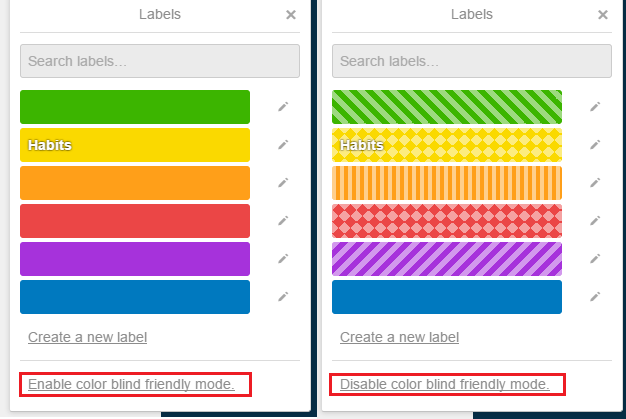 Labels ×
Search labels…
Habits
Create a new label
Enable color blind friendly mode.
Labels ×
Search labels…
Habits
Create a new label
Disable color blind friendly mode.